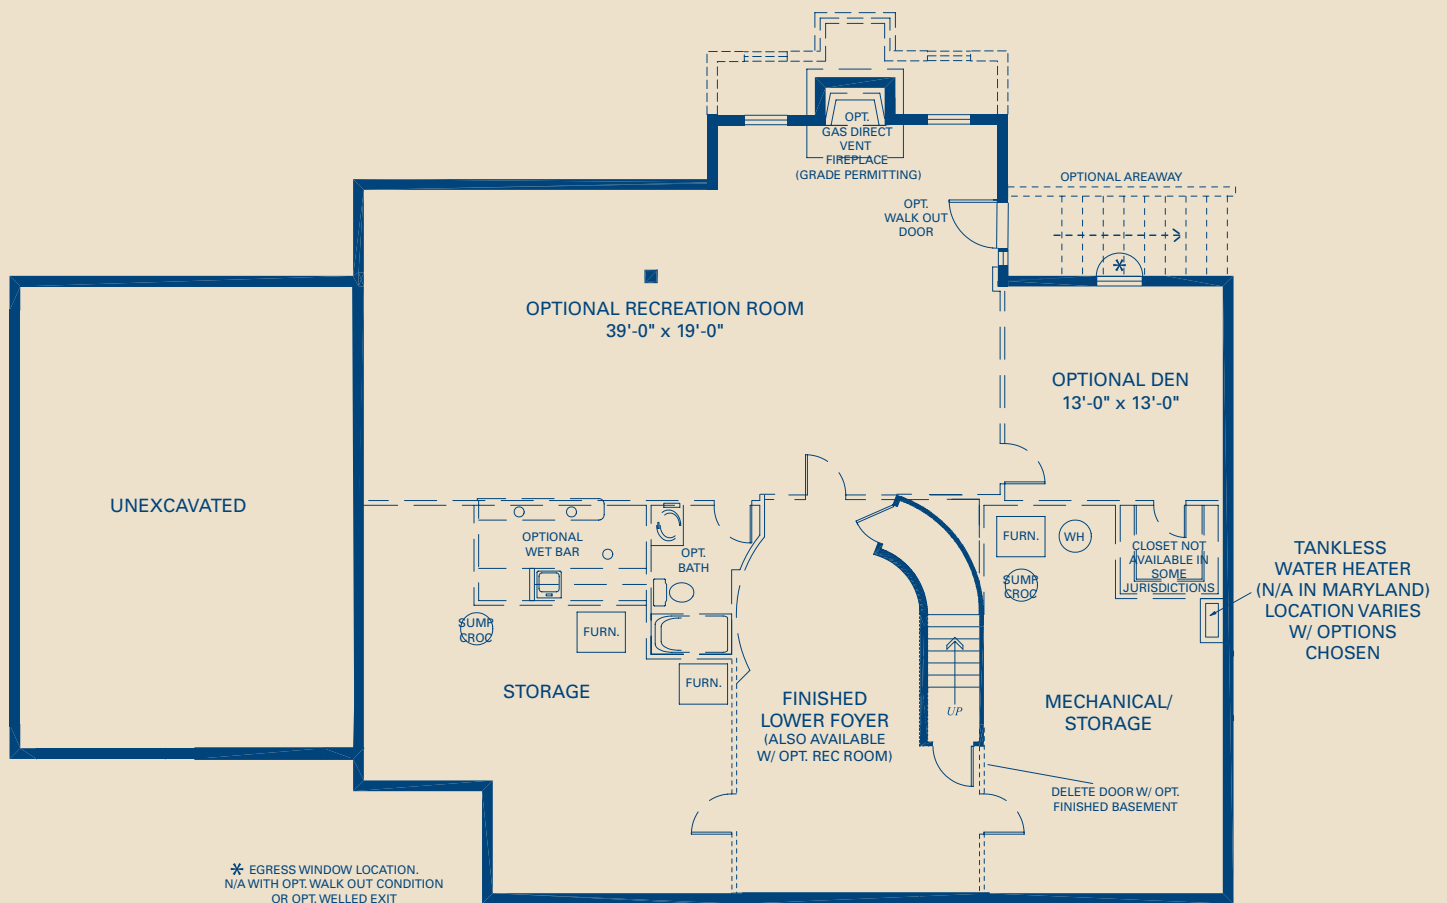 OPT.
GAS DIRECT
VENT
FIREPLACE
(GRADE PERMITTING)
OPTIONAL AREAWAY
OPT.
WALK OUT
DOOR
*
OPTIONAL RECREATION ROOM
39'-0" x 19'-0"
OPTIONAL DEN
13'-0" x 13'-0"
UNEXCAVATED
OPTIONAL
WET BAR
OPT.
BATH
FURN.
WH
CLOSET NOT
AVAILABLE IN
SOME
JURISDICTIONS
SUMP
CROC
TANKLESS
WATER HEATER
(N/A IN MARYLAND)
LOCATION VARIES
W/ OPTIONS
CHOSEN
SUMP
CROC
FURN.
FURN.
STORAGE
FINISHED
LOWER FOYER
(ALSO AVAILABLE
W/ OPT. REC ROOM)
UP
MECHANICAL/
STORAGE
DELETE DOOR W/ OPT.
FINISHED BASEMENT
* EGRESS WINDOW LOCATION.
N/A WITH OPT. WALK OUT CONDITION
OR OPT. WELLED EXIT